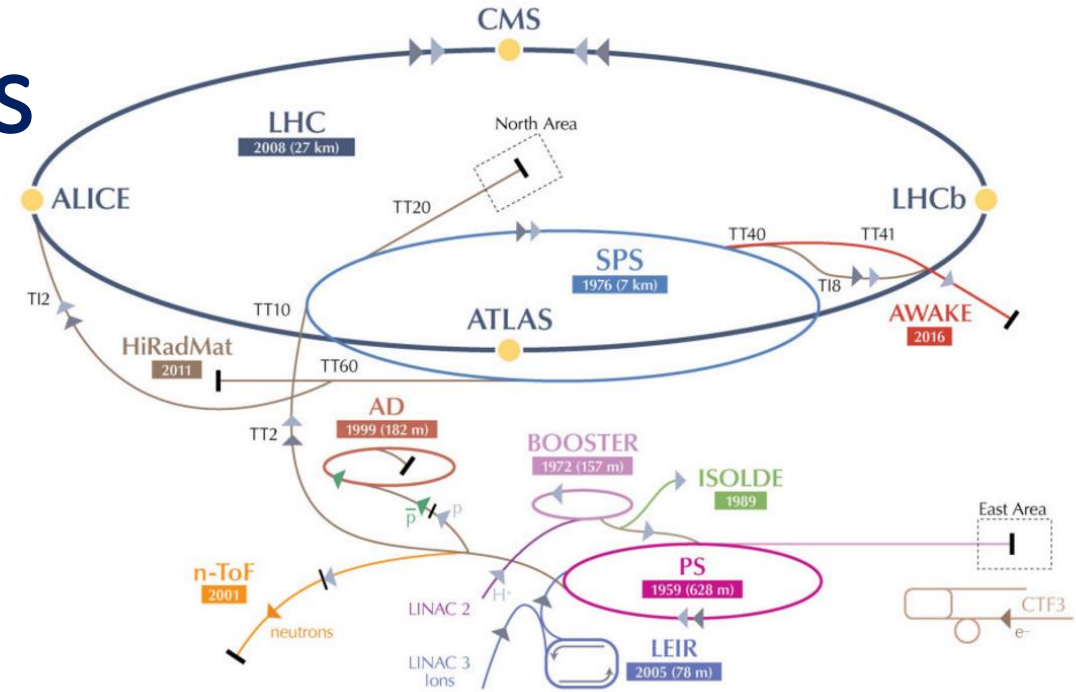 s
CMS
LHC
2008 (27 km)
North Area
ALICE
TT20
LHCb
TT40
TT41
SPS
1976 (7 km)
TI2
TT10
TI8
ATLAS
AWAKE
2016
HiRadMat
2011
TT60
AD
1999 (182 m)
TT2
BOOSTER
1972 (157 m)
ISOLDE
1989
p̅
p
East Area
n-ToF
2001
PS
1959 (628 m)
H⁺
LINAC 2
neutrons
CTF3
e–
LINAC 3
Ions
LEIR
2005 (78 m)